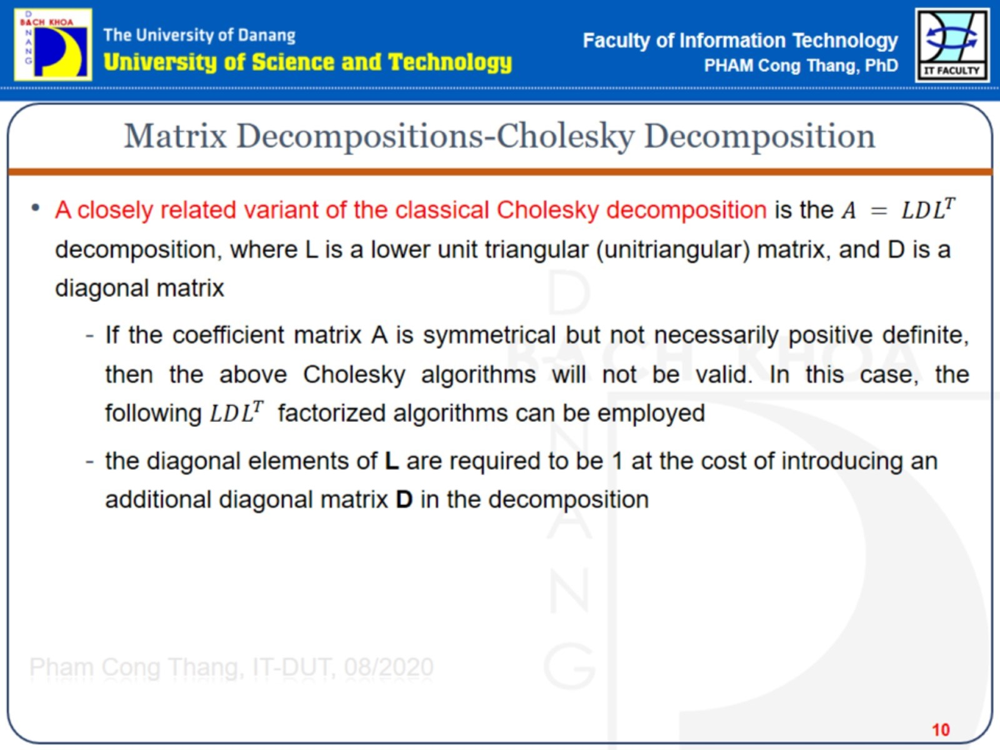 D
BACH KHOA
N
A
N
G
The University of Danang
University of Science and Technology
Faculty of Information Technology
PHAM Cong Thang, PhD
IT FACULTY
Matrix Decompositions-Cholesky Decomposition
• A closely related variant of the classical Cholesky decomposition is the A = LDLᵀ
decomposition, where L is a lower unit triangular (unitriangular) matrix, and D is a
diagonal matrix
- If the coefficient matrix A is symmetrical but not necessarily positive definite,
then the above Cholesky algorithms will not be valid. In this case, the
following LDLᵀ factorized algorithms can be employed
- the diagonal elements of L are required to be 1 at the cost of introducing an
additional diagonal matrix D in the decomposition
D
BACH KHOA
N
A
N
G
Pham Cong Thang, IT-DUT, 08/2020
10